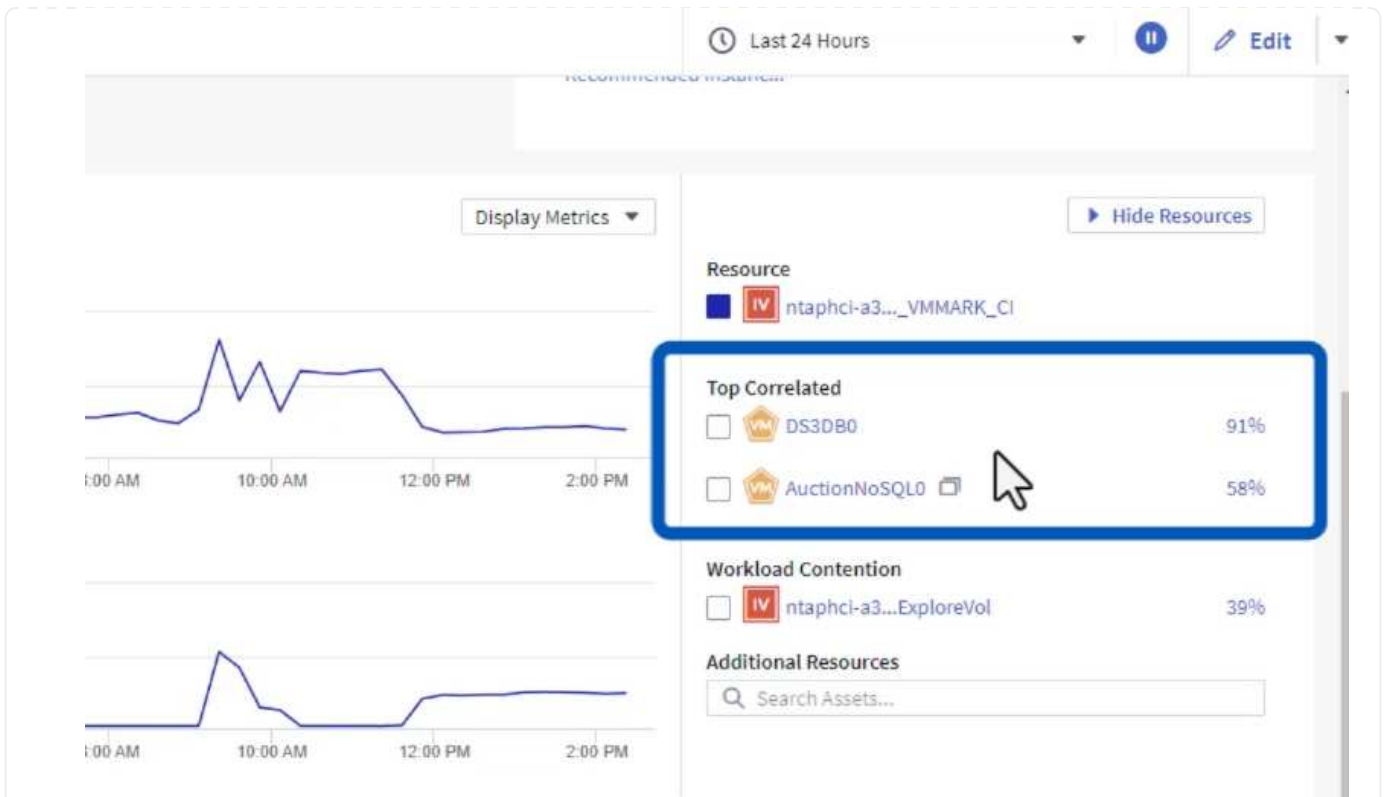 Last 24 Hours
Edit
Recommended Instanc...
Display Metrics
Hide Resources
Resource
IV ntaphci-a3..._VMMARK_CI
Top Correlated
VM DS3DB0 91%
VM AuctionNoSQL0 58%
:00 AM 10:00 AM 12:00 PM 2:00 PM
Workload Contention
IV ntaphci-a3...ExploreVol 39%
Additional Resources
Search Assets...
:00 AM 10:00 AM 12:00 PM 2:00 PM